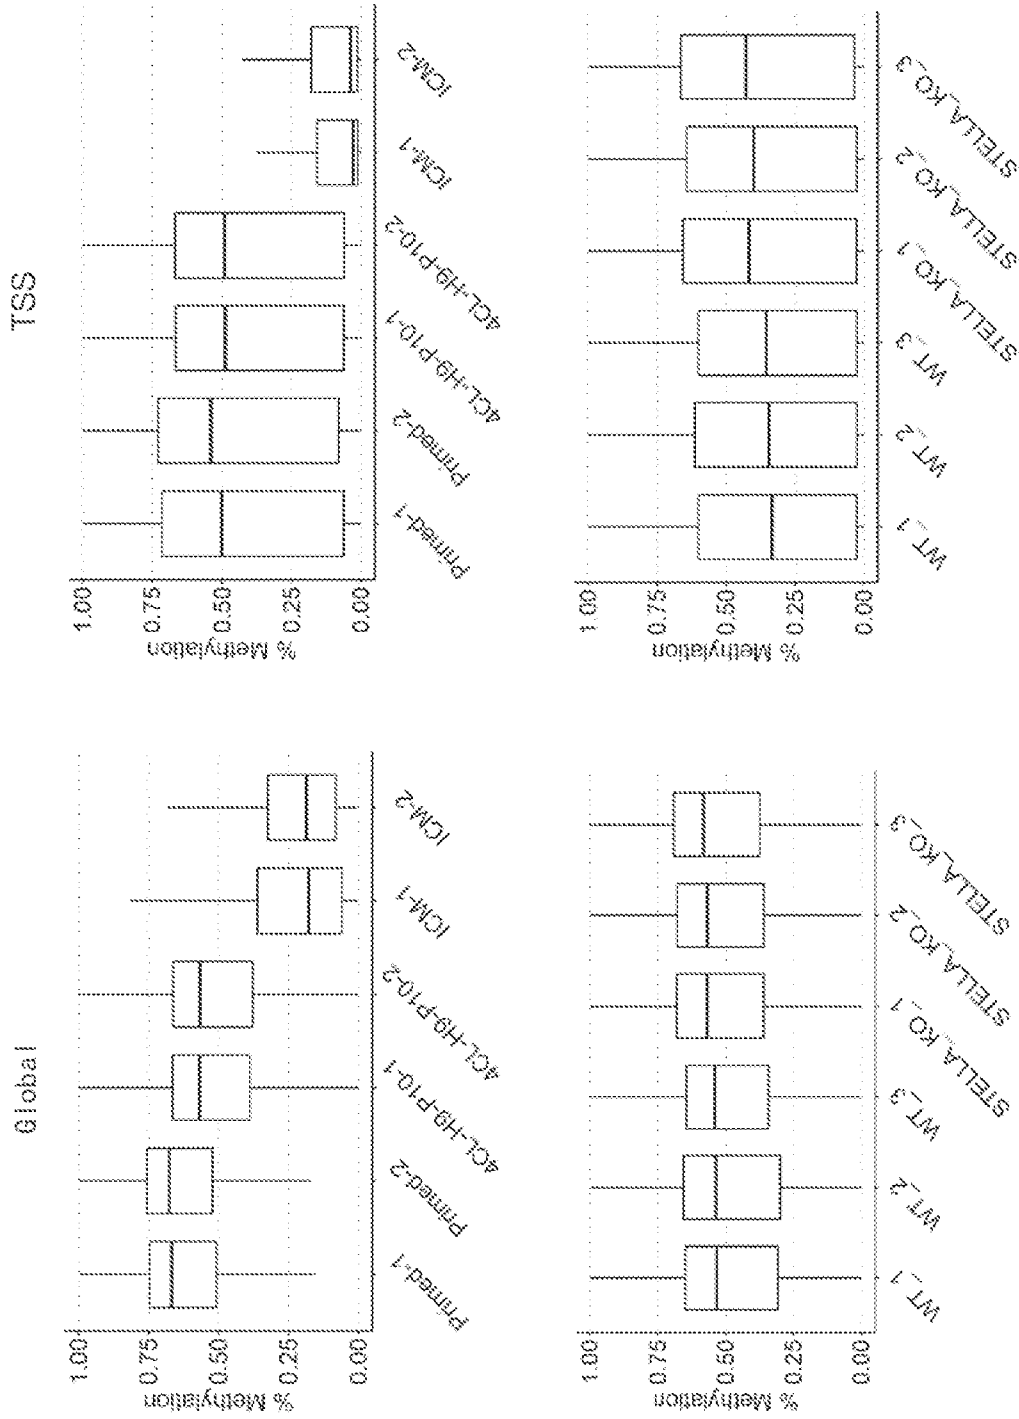 Global
% Methylation
1.00
0.75
0.50
0.25
0.00
Primed-1
Primed-2
4CL-H9-P10-1
4CL-H9-P10-2
ICM-1
ICM-2
TSS
% Methylation
1.00
0.75
0.50
0.25
0.00
Primed-1
Primed-2
4CL-H9-P10-1
4CL-H9-P10-2
ICM-1
ICM-2
% Methylation
1.00
0.75
0.50
0.25
0.00
WT_1
WT_2
WT_3
STELLA_KO_1
STELLA_KO_2
STELLA_KO_3
% Methylation
1.00
0.75
0.50
0.25
0.00
WT_1
WT_2
WT_3
STELLA_KO_1
STELLA_KO_2
STELLA_KO_3